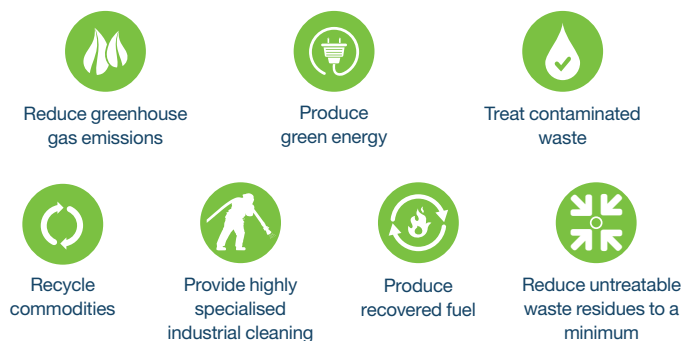 Reduce greenhouse
gas emissions
Produce
green energy
Treat contaminated
waste
Recycle
commodities
Provide highly
specialised
industrial cleaning
Produce
recovered fuel
Reduce untreatable
waste residues to a
minimum